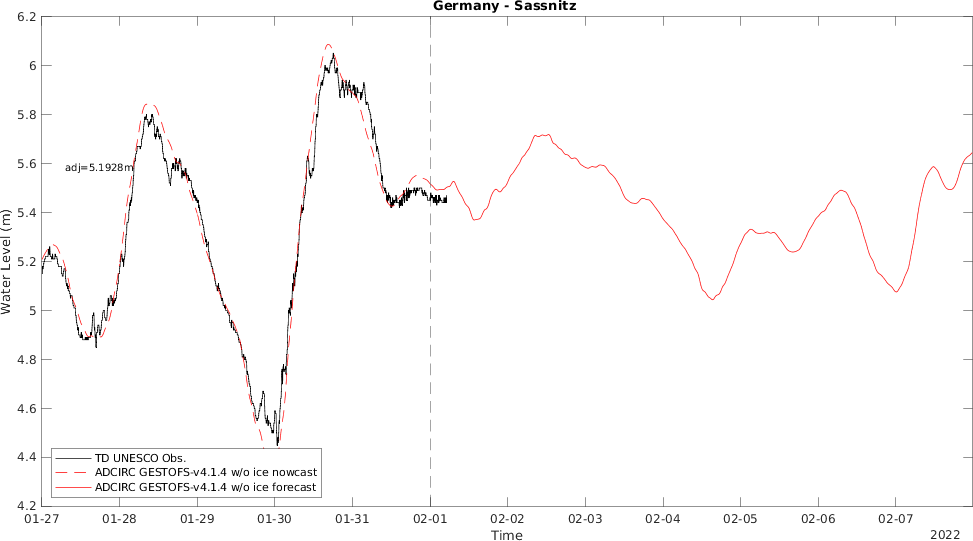 Germany - Sassnitz
6.2
6
5.8
5.6
5.4
5.2
5
4.8
4.6
4.4
4.2
Water Level (m)
adj=5.1928m
TD UNESCO Obs.
ADCIRC GESTOFS-v4.1.4 w/o ice nowcast
ADCIRC GESTOFS-v4.1.4 w/o ice forecast
01-27 01-28 01-29 01-30 01-31 02-01 02-02 02-03 02-04 02-05 02-06 02-07
Time
2022